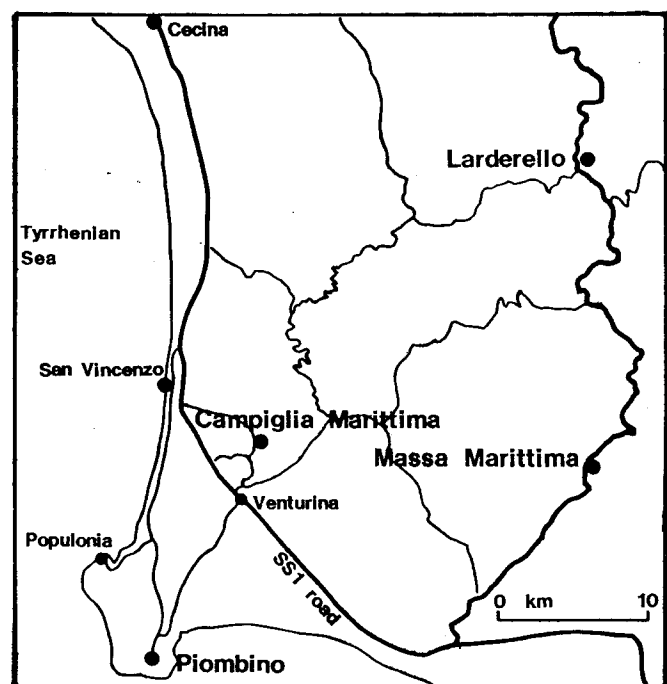 Cecina
Larderello
Tyrrhenian
Sea
San Vincenzo
Campiglia Marittima
Massa Marittima
Venturina
Populonia
SS1 road
0 km 10
Piombino